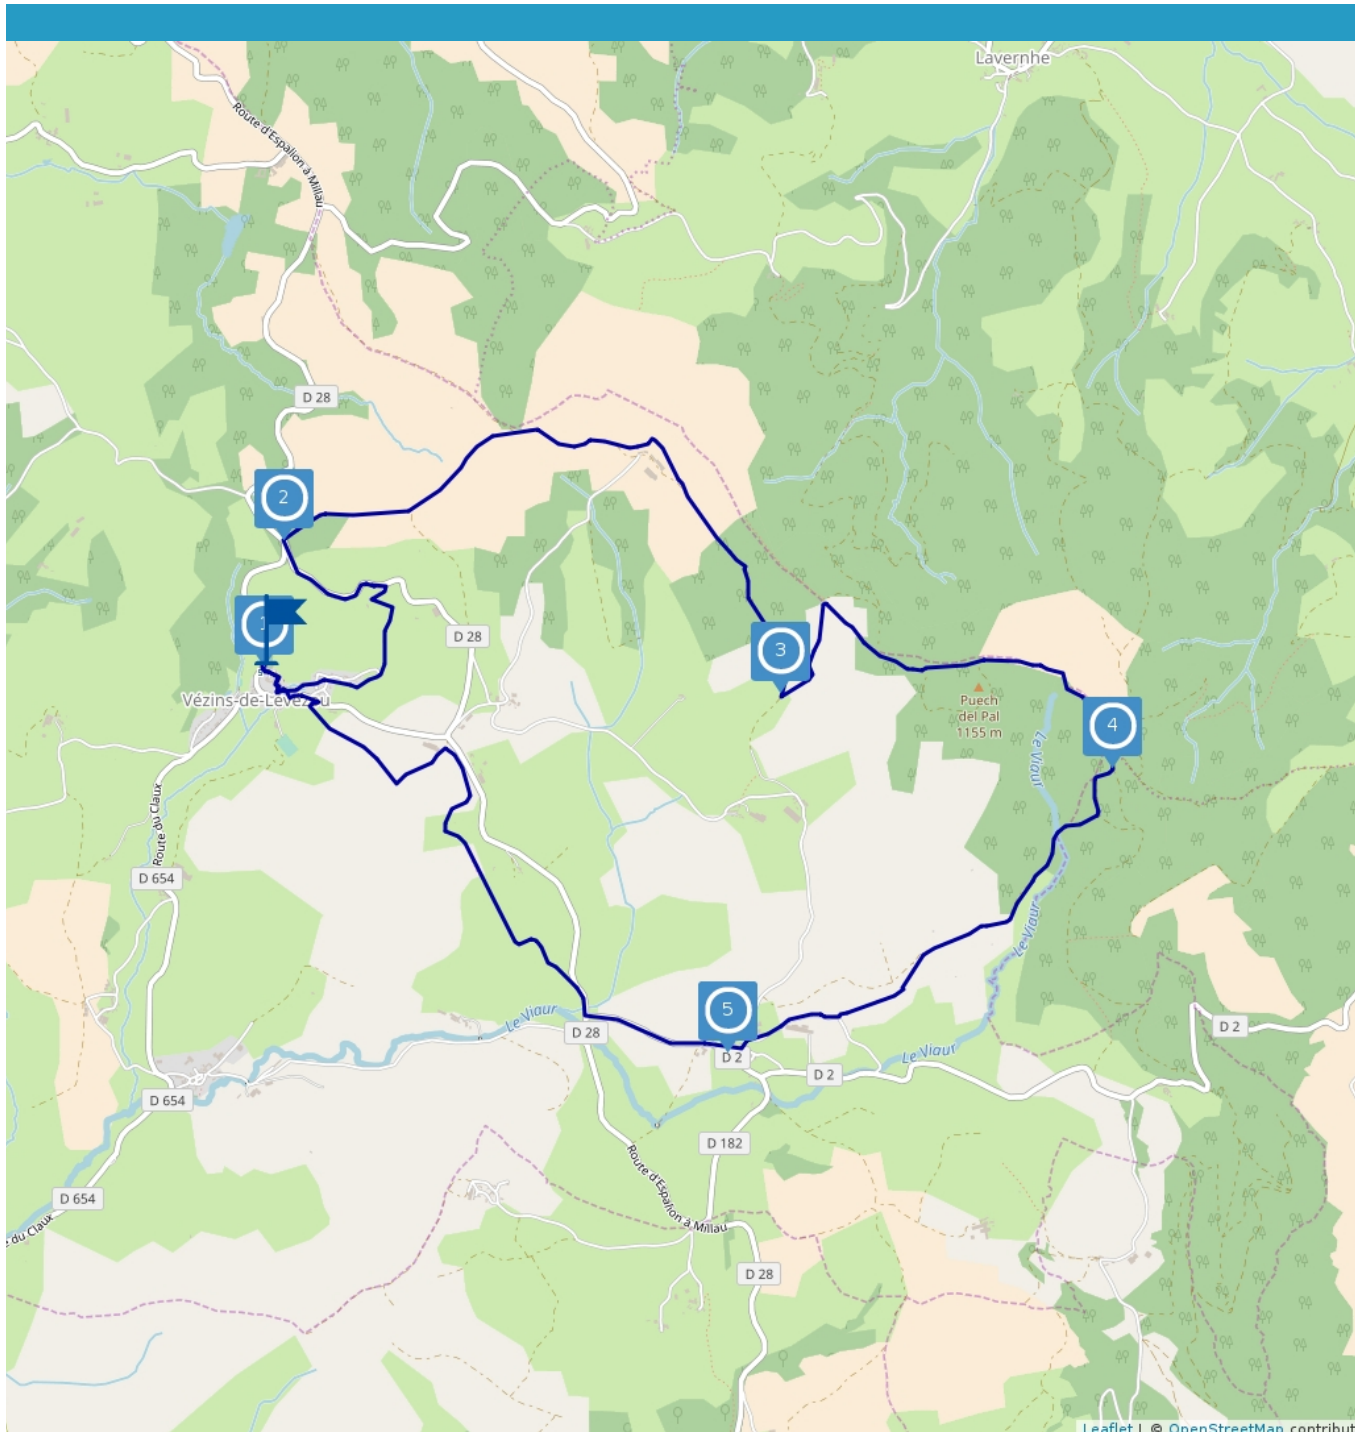 Lavernhe
Route d'Espalion à Millau
D 28
2
1
D 28
3
Puech
del Pal
1155 m
4
Vézins-de-Lévézou
Le Viaur
Route du Claux
D 654
Le Viaur
5
Le Viaur
D 28
D 2
D 2
Le Viaur
D 2
D 654
D 182
Route d'Espalion à Millau
D 654
e du Claux
D 28
Leaflet | © OpenStreetMap contribut